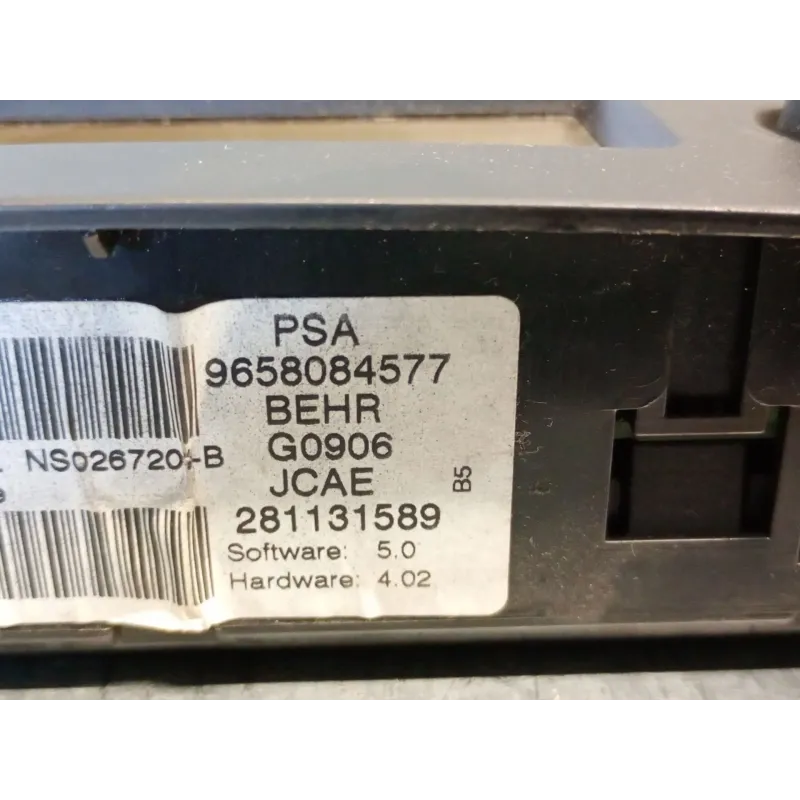 PSA
9658084577
BEHR
G0906
JCAE
B5
281131589
Software: 5.0
Hardware: 4.02